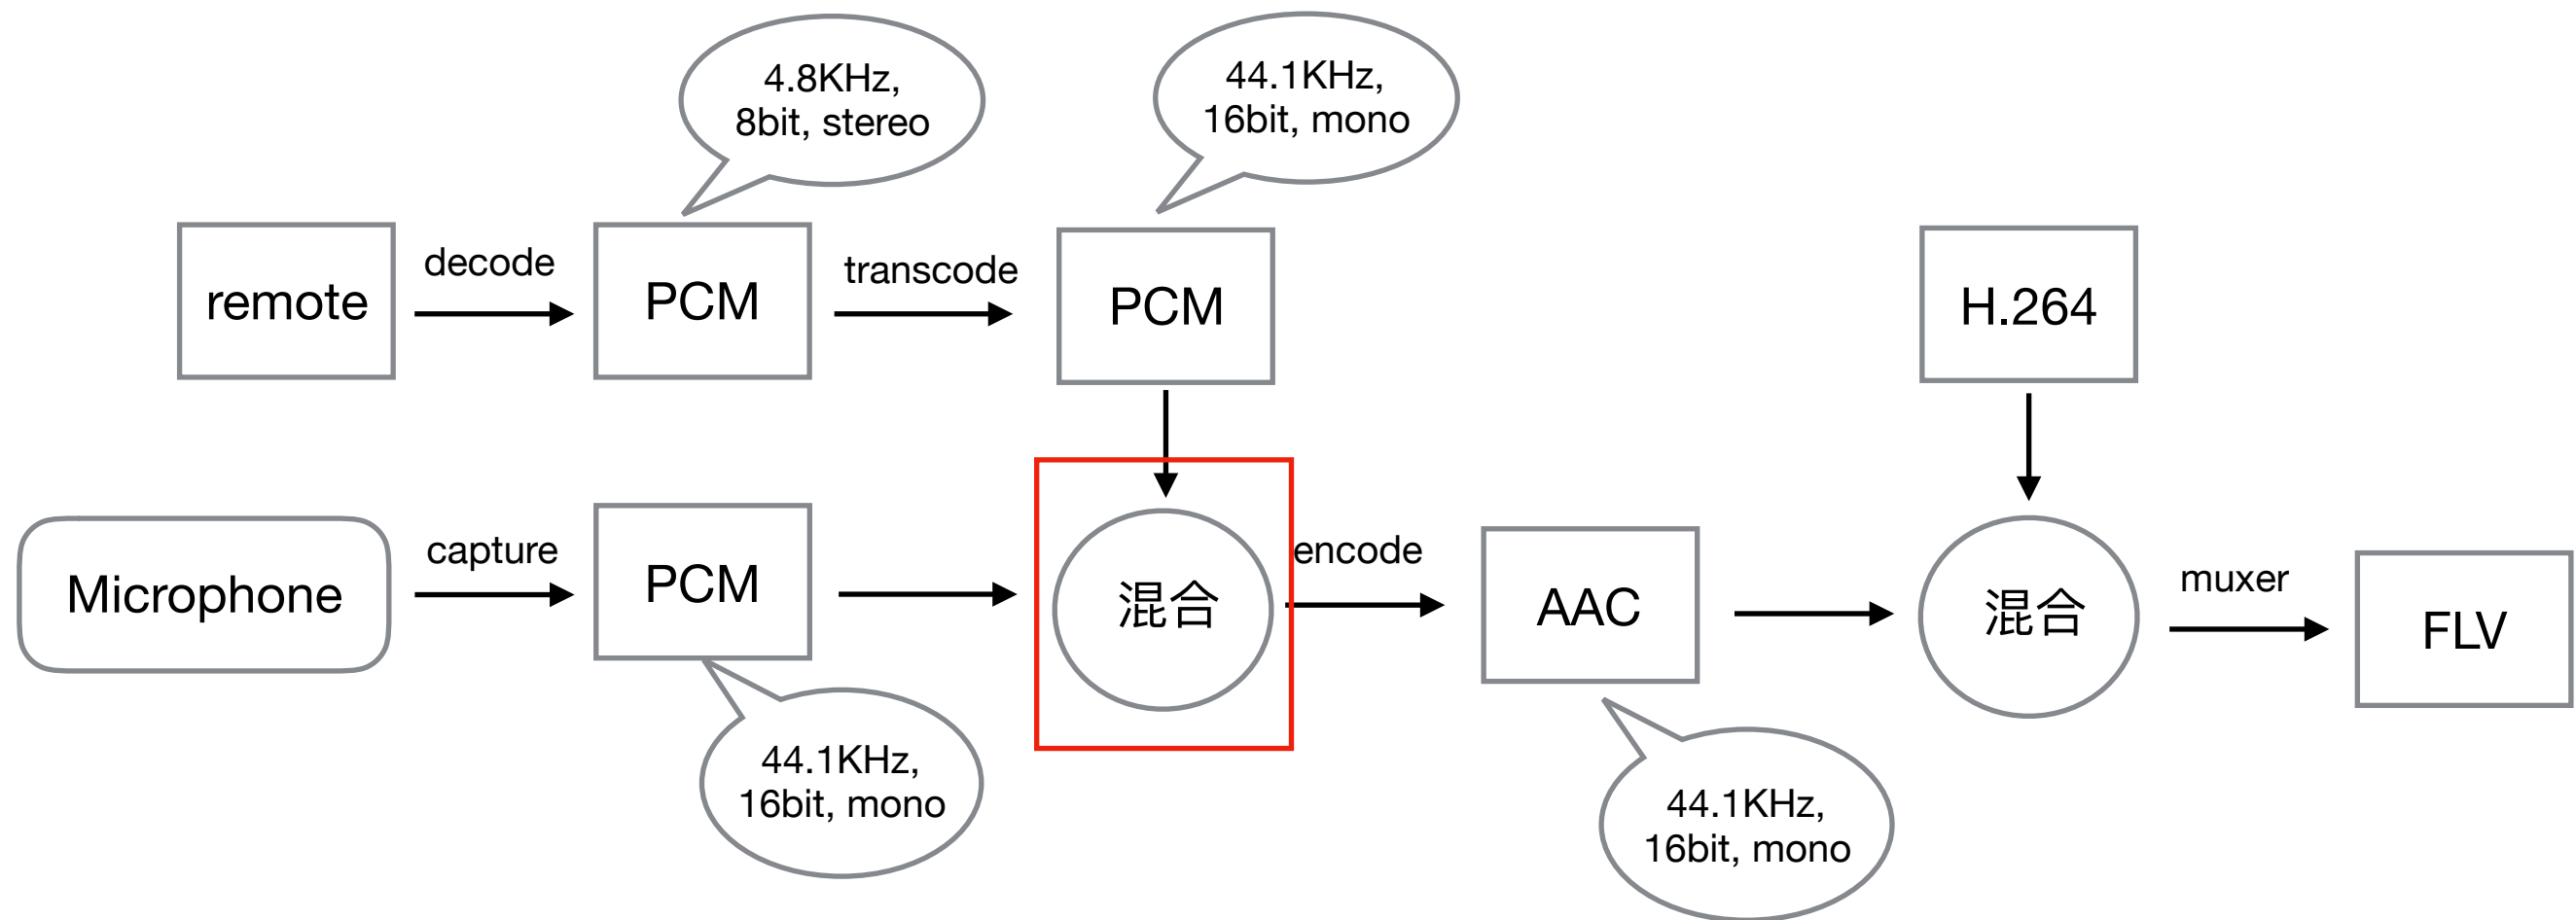 4.8KHz,
8bit, stereo
44.1KHz,
16bit, mono
remote
decode
PCM
transcode
PCM
H.264
Microphone
capture
PCM
混合
encode
AAC
混合
muxer
FLV
44.1KHz,
16bit, mono
44.1KHz,
16bit, mono